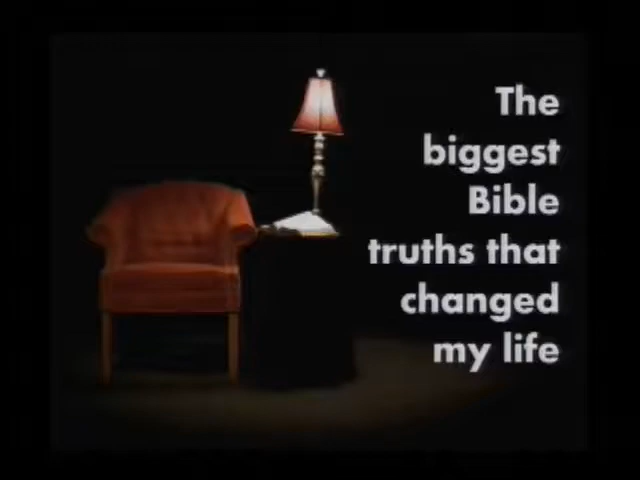 The
biggest
Bible
truths that
changed
my life